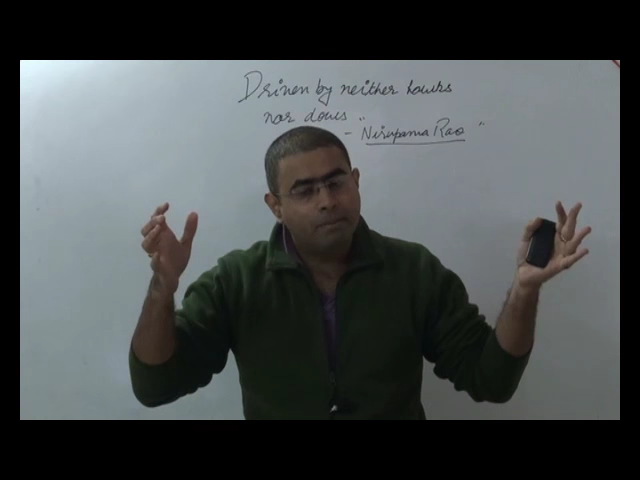 Driven by neither hawks
nor doves "
- Nirupama Rao "